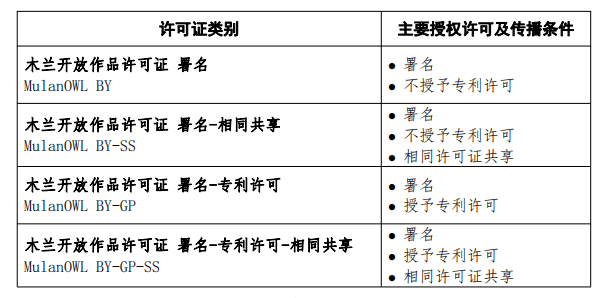 许可证类别
主要授权许可及传播条件
木兰开放作品许可证 署名
MulanOWL BY
● 署名
● 不授予专利许可
木兰开放作品许可证 署名-相同共享
MulanOWL BY-SS
● 署名
● 不授予专利许可
● 相同许可证共享
木兰开放作品许可证 署名-专利许可
MulanOWL BY-GP
● 署名
● 授予专利许可
木兰开放作品许可证 署名-专利许可-相同共享
MulanOWL BY-GP-SS
● 署名
● 授予专利许可
● 相同许可证共享